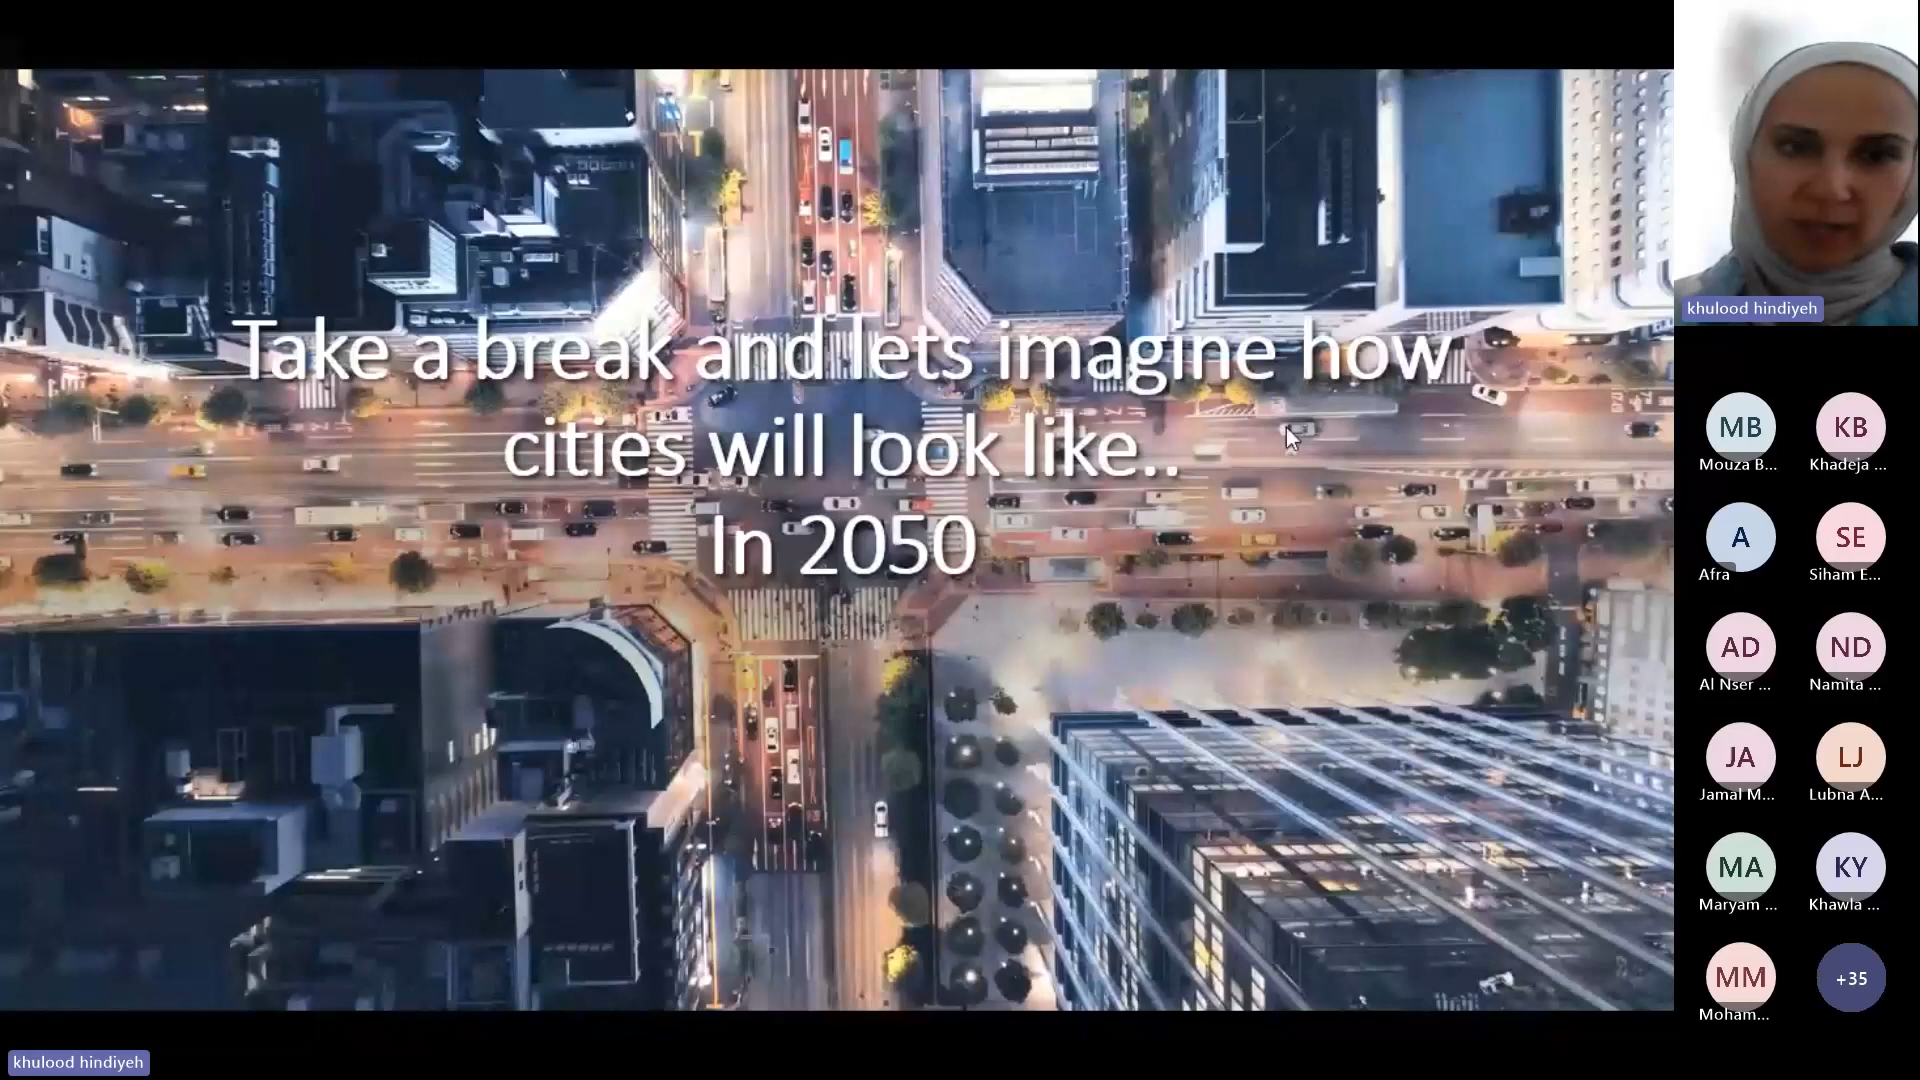 Take a break and lets imagine how
cities will look like..
In 2050
khulood hindiyeh
MB
Mouza B...
KB
Khadeja ...
A
Afra
SE
Siham E...
AD
Al Nser ...
ND
Namita ...
JA
Jamal M...
LJ
Lubna A...
MA
Maryam ...
KY
Khawla ...
MM
Moham...
+35
khulood hindiyeh